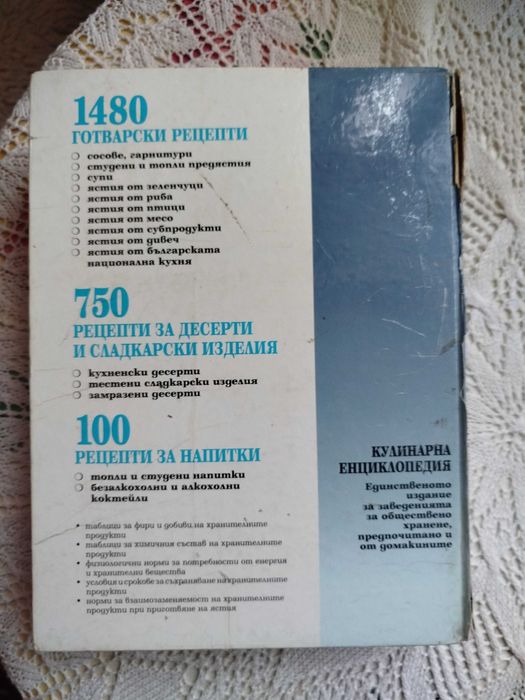 1480
ГОТВАРСКИ РЕЦЕПТИ
сосове, гарнитури
студени и топли предястия
супи
ястия от зеленчуци
ястия от риба
ястия от птици
ястия от месо
ястия от субпродукти
ястия от дивеч
ястия от българската
национална кухня
750
РЕЦЕПТИ ЗА ДЕСЕРТИ
И СЛАДКАРСКИ ИЗДЕЛИЯ
кухненски десерти
тестени сладкарски изделия
замразени десерти
100
РЕЦЕПТИ ЗА НАПИТКИ
топли и студени напитки
безалкохолни и алкохолни
коктейли
• таблици за фири и добиви на хранителните
продукти
• таблици за химичния състав на хранителните
продукти
• физиологични норми за потребности от енергия
и хранителни вещества
• условия и срокове за съхраняване на хранителните
продукти
• норми за взаимозаменяемост на хранителните
продукти при приготвяне на ястия
КУЛИНАРНА
ЕНЦИКЛОПЕДИЯ
Единственото
издание
за заведенията
за обществено
хранене,
предпочитано и
от домакините